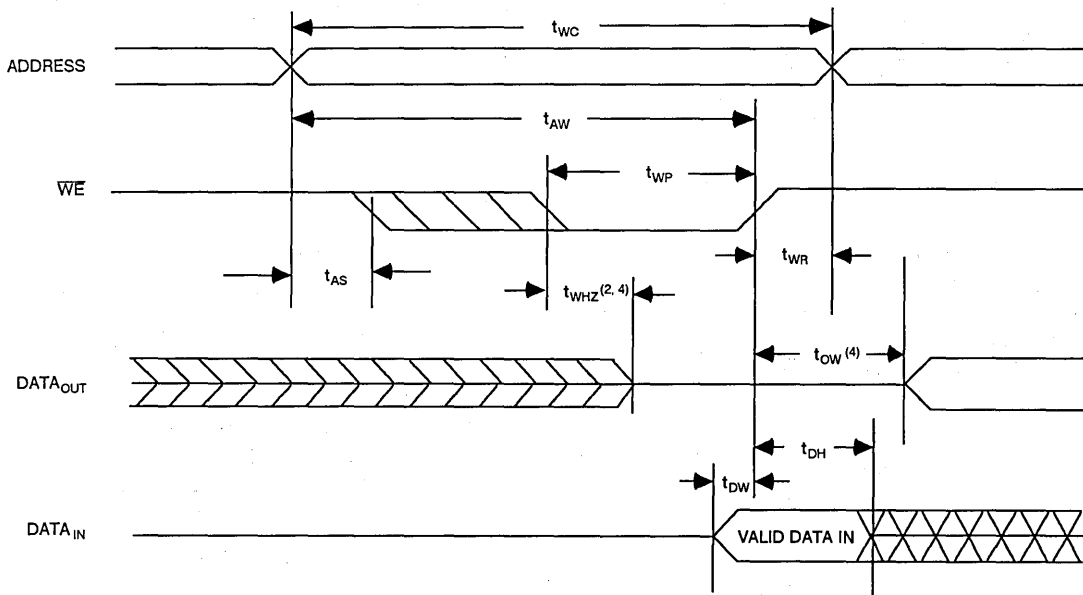 tWC
ADDRESS
tAW
WE
tWP
tAS
tWHZ(2, 4)
tWR
tOW(4)
DATAOUT
tDH
tDW
DATAIN
VALID DATA IN